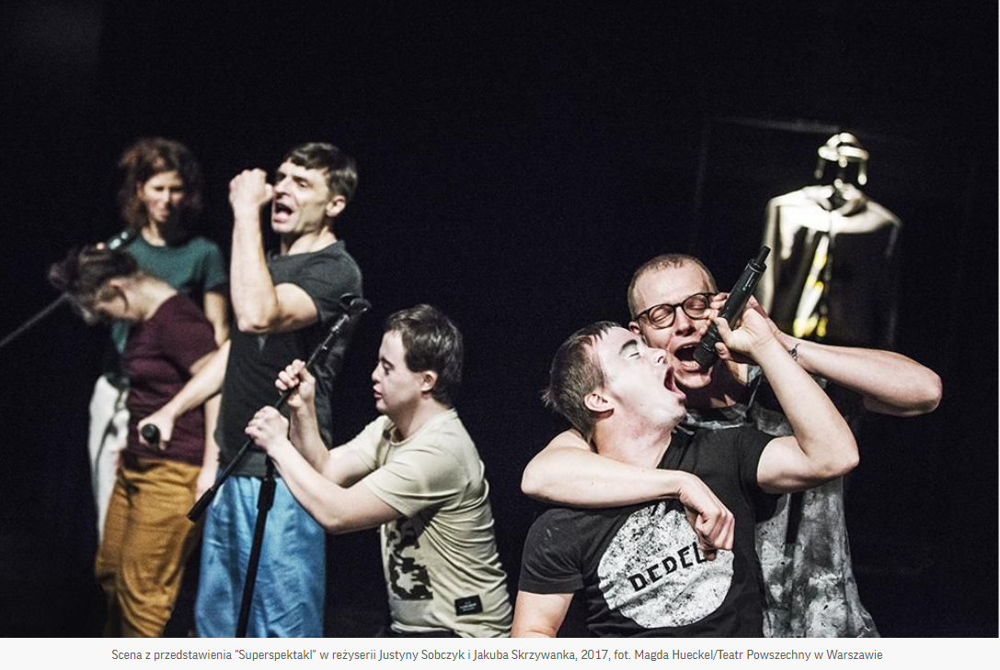 REBEL
Scena z przedstawienia "Superspektakl" w reżyserii Justyny Sobczyk i Jakuba Skrzywanka, 2017, fot. Magda Hueckel/Teatr Powszechny w Warszawie